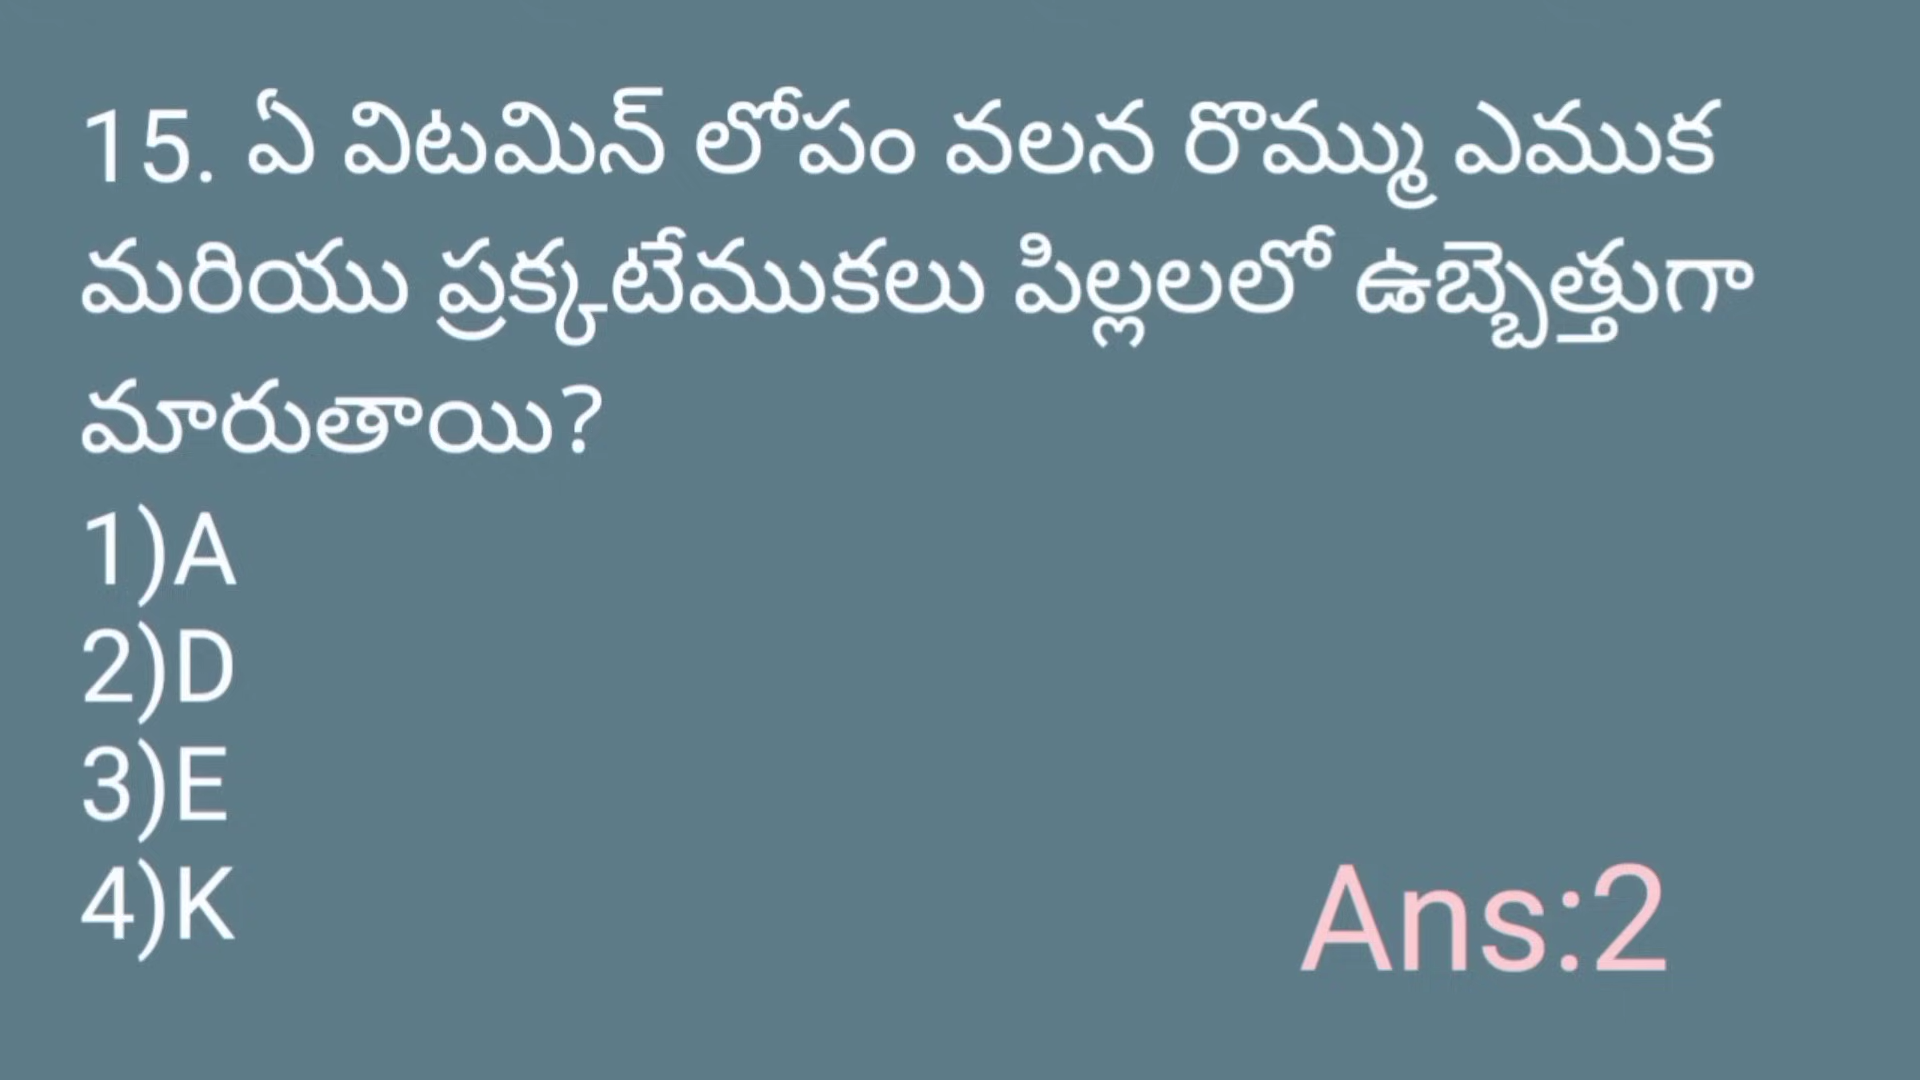 15. ఏ విటమిన్ లోపం వలన రొమ్ము ఎముక
మరియు ప్రక్కటేముకలు పిల్లలలో ఉబ్బెత్తుగా
మారుతాయి?
1)A
2)D
3)E
4)K
Ans:2